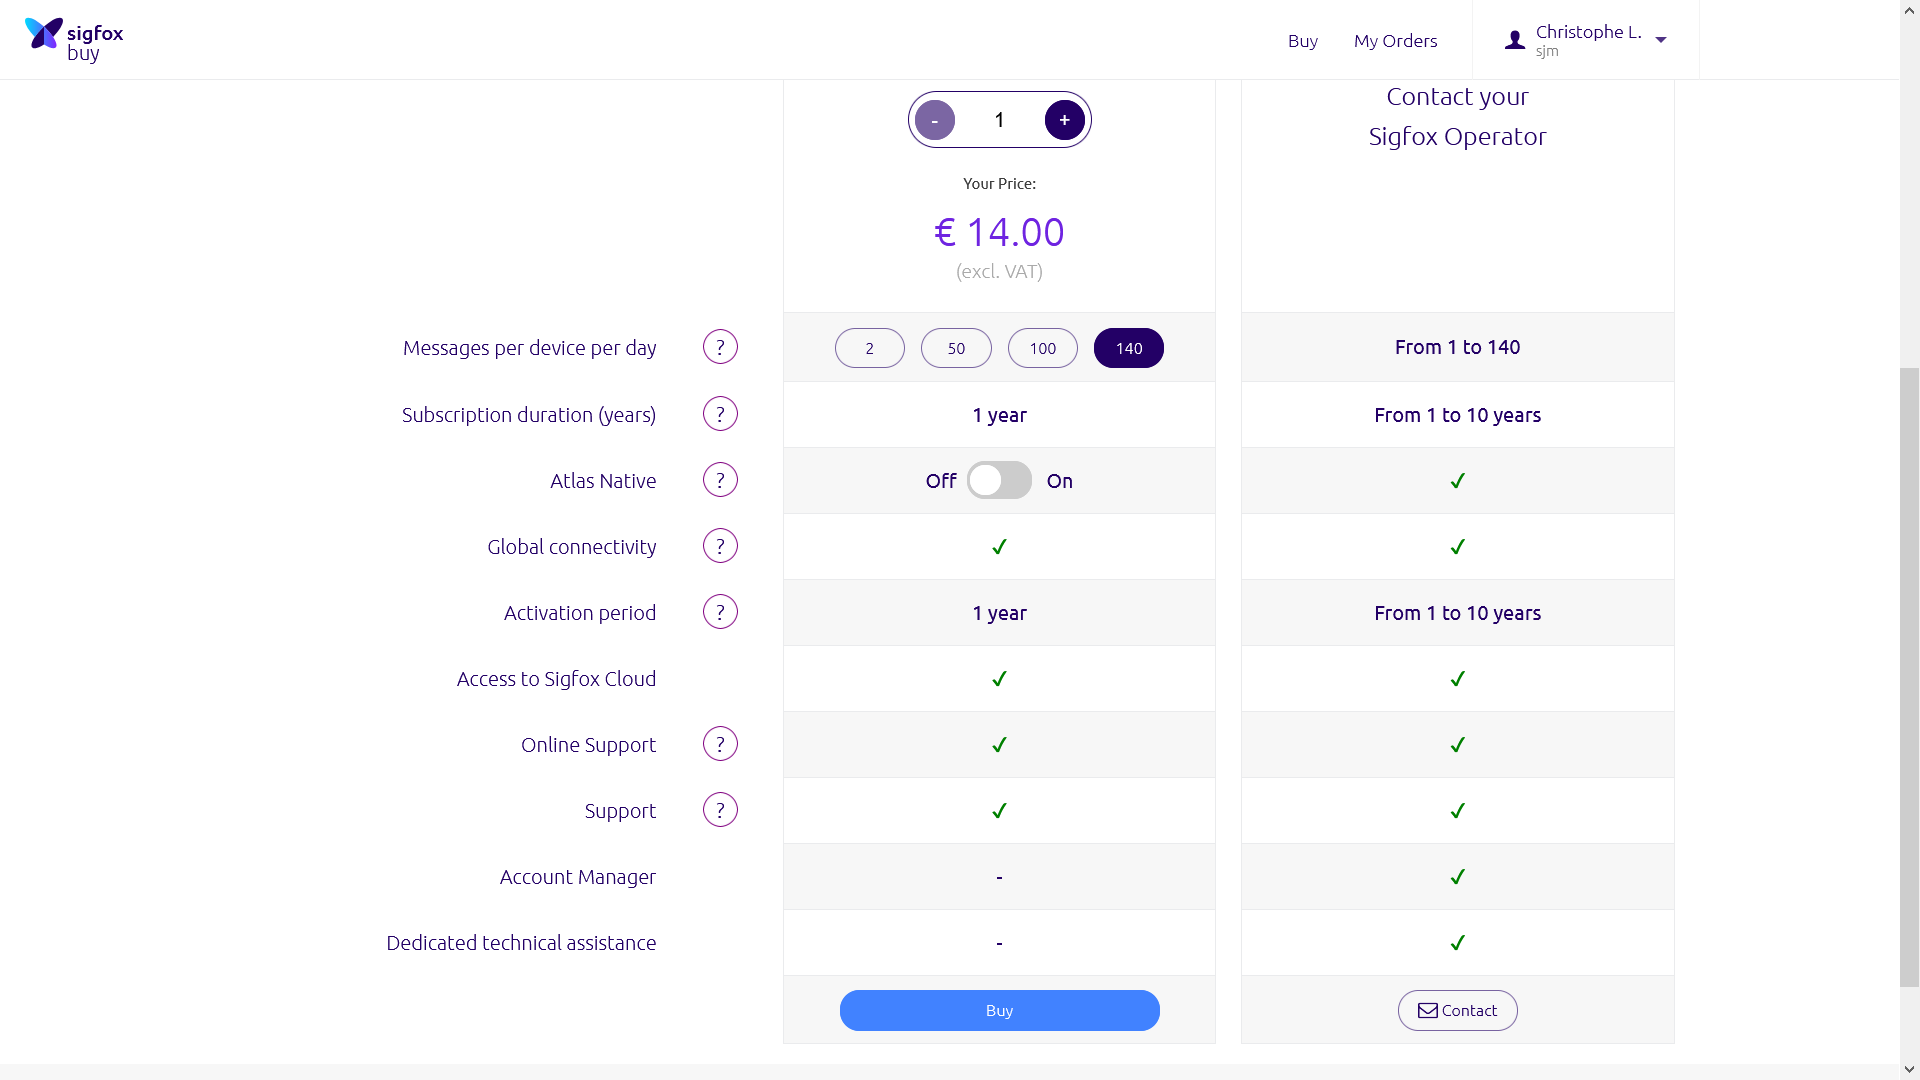 sigfox
buy
Buy
My Orders
Christophe L.
sjm
- 1 +
Your Price:
€ 14.00
(excl. VAT)
Contact your
Sigfox Operator
Messages per device per day ? 2 50 100 140 From 1 to 140
Subscription duration (years) ? 1 year From 1 to 10 years
Atlas Native ? Off On ✓
Global connectivity ? ✓ ✓
Activation period ? 1 year From 1 to 10 years
Access to Sigfox Cloud ✓ ✓
Online Support ? ✓ ✓
Support ? ✓ ✓
Account Manager - ✓
Dedicated technical assistance - ✓
Buy Contact